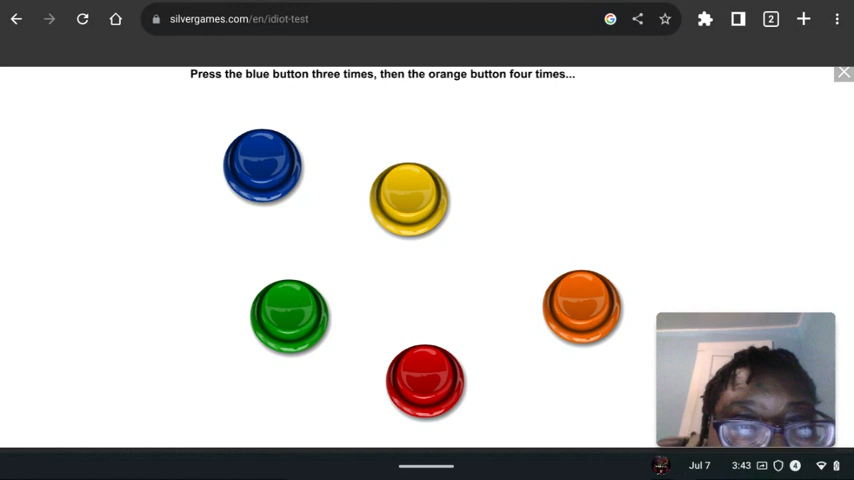 silvergames.com/en/idiot-test
2
Press the blue button three times, then the orange button four times...
Jul 7
3:43
4